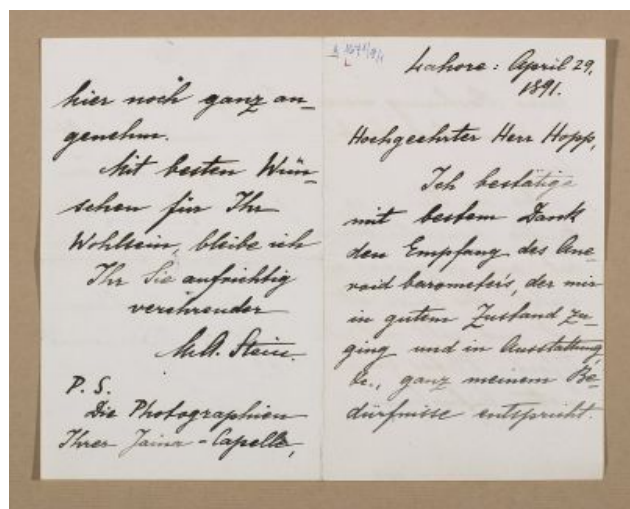 Lahore: April 29,
1891.
Hochgeehrter Herr Hopp,
Ich bestätige
mit bestem Dank
den Empfang des Ane-
roid barometer's, der mir
in gutem Zustand zu-
ging und in Ausstattung
etc., ganz meinem Be-
dürfnisse entspricht.
hier noch ganz an-
genehm.
Mit besten Wün-
schen für Ihr
Wohlsein, bleibe ich
Ihr Sie aufrichtig
verehrender
M.A. Stein.
P. S.
Die Photographien
Ihrer Jaina-Capelle,